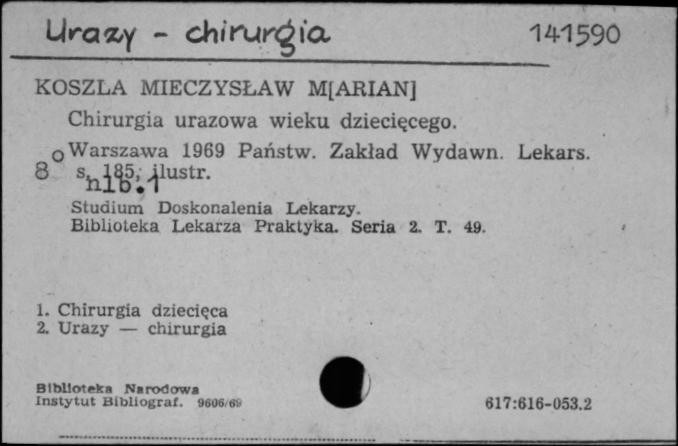 Urazy - chirurgia 141590
KOSZLA MIECZYSŁAW M[ARIAN]
Chirurgia urazowa wieku dziecięcego.
Warszawa 1969 Państw. Zakład Wydawn. Lekars.
8° s. 185, nlb. 1 ilustr.
Studium Doskonalenia Lekarzy.
Biblioteka Lekarza Praktyka. Seria 2. T. 49.
1. Chirurgia dziecięca
2. Urazy — chirurgia
Biblioteka Narodowa
Instytut Bibliograf. 9606/69 617:616-053.2